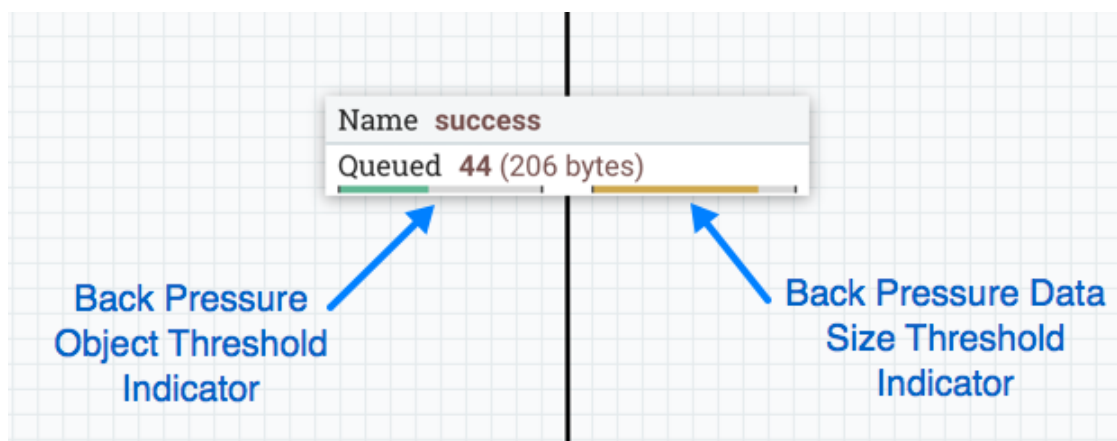 Name success
Queued 44 (206 bytes)
Back Pressure
Object Threshold
Indicator
Back Pressure Data
Size Threshold
Indicator